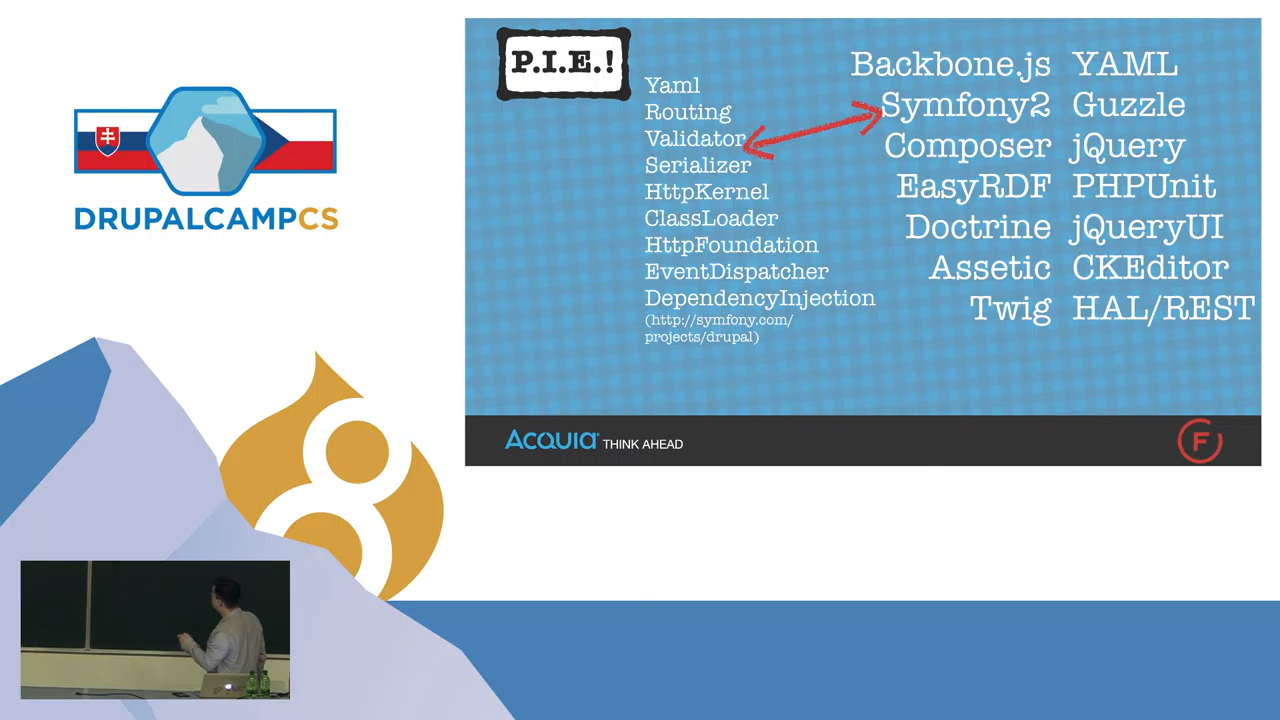 DRUPALCAMPCS
P.I.E.!
Yaml
Routing
Validator
Serializer
HttpKernel
ClassLoader
HttpFoundation
EventDispatcher
DependencyInjection
(http://symfony.com/
projects/drupal)
Backbone.js YAML
Symfony2 Guzzle
Composer jQuery
EasyRDF PHPUnit
Doctrine jQueryUI
Assetic CKEditor
Twig HAL/REST
ACQUIA THINK AHEAD
F
8